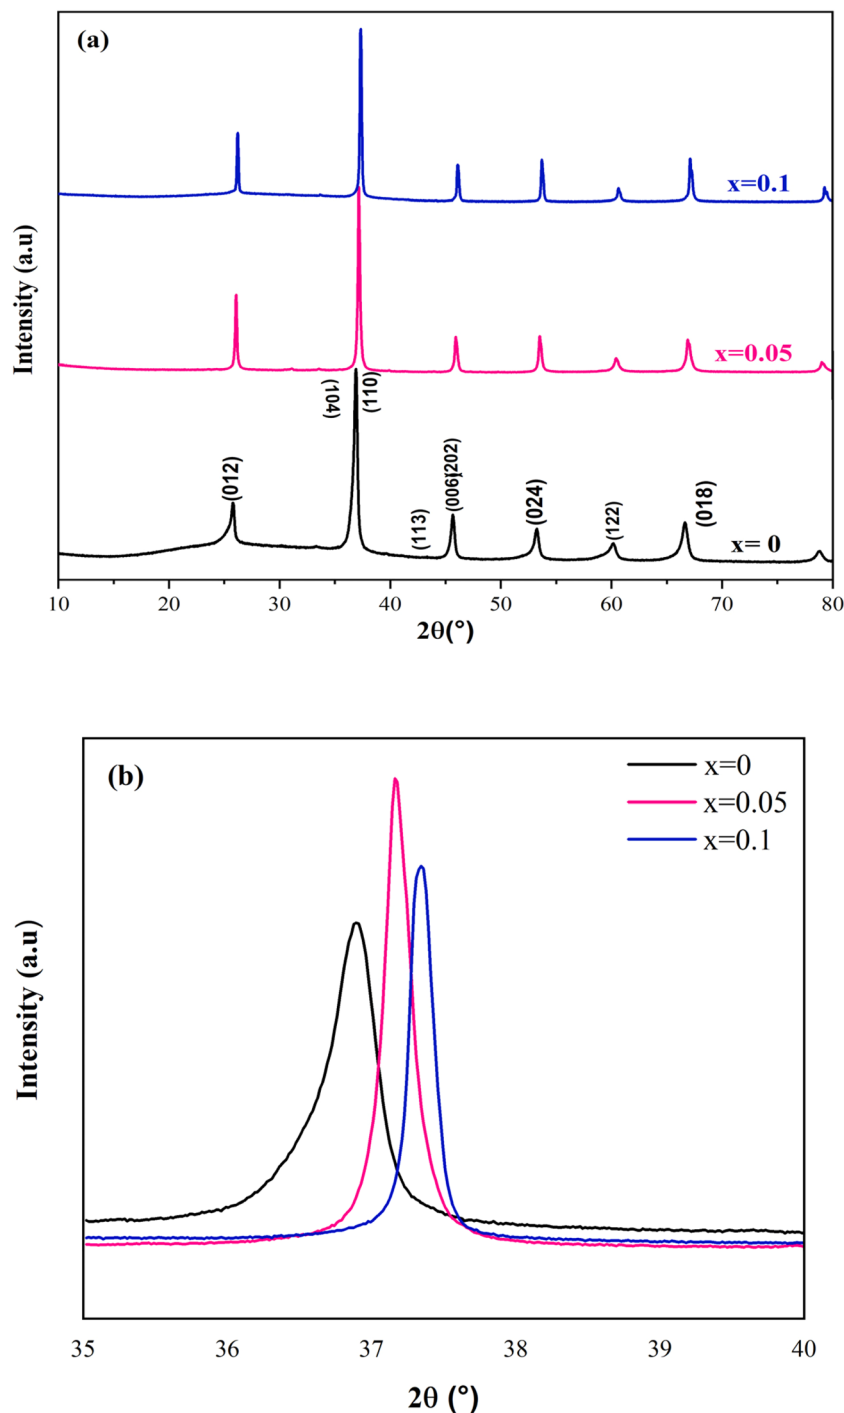 (a)
x=0.1
x=0.05
(104)
(110)
(012)
(113)
(006)
(202)
(024)
(122)
(018)
x= 0
Intensity (a.u)
10 20 30 40 50 60 70 80
2θ(°)
(b)
x=0
x=0.05
x=0.1
Intensity (a.u)
35 36 37 38 39 40
2θ (°)